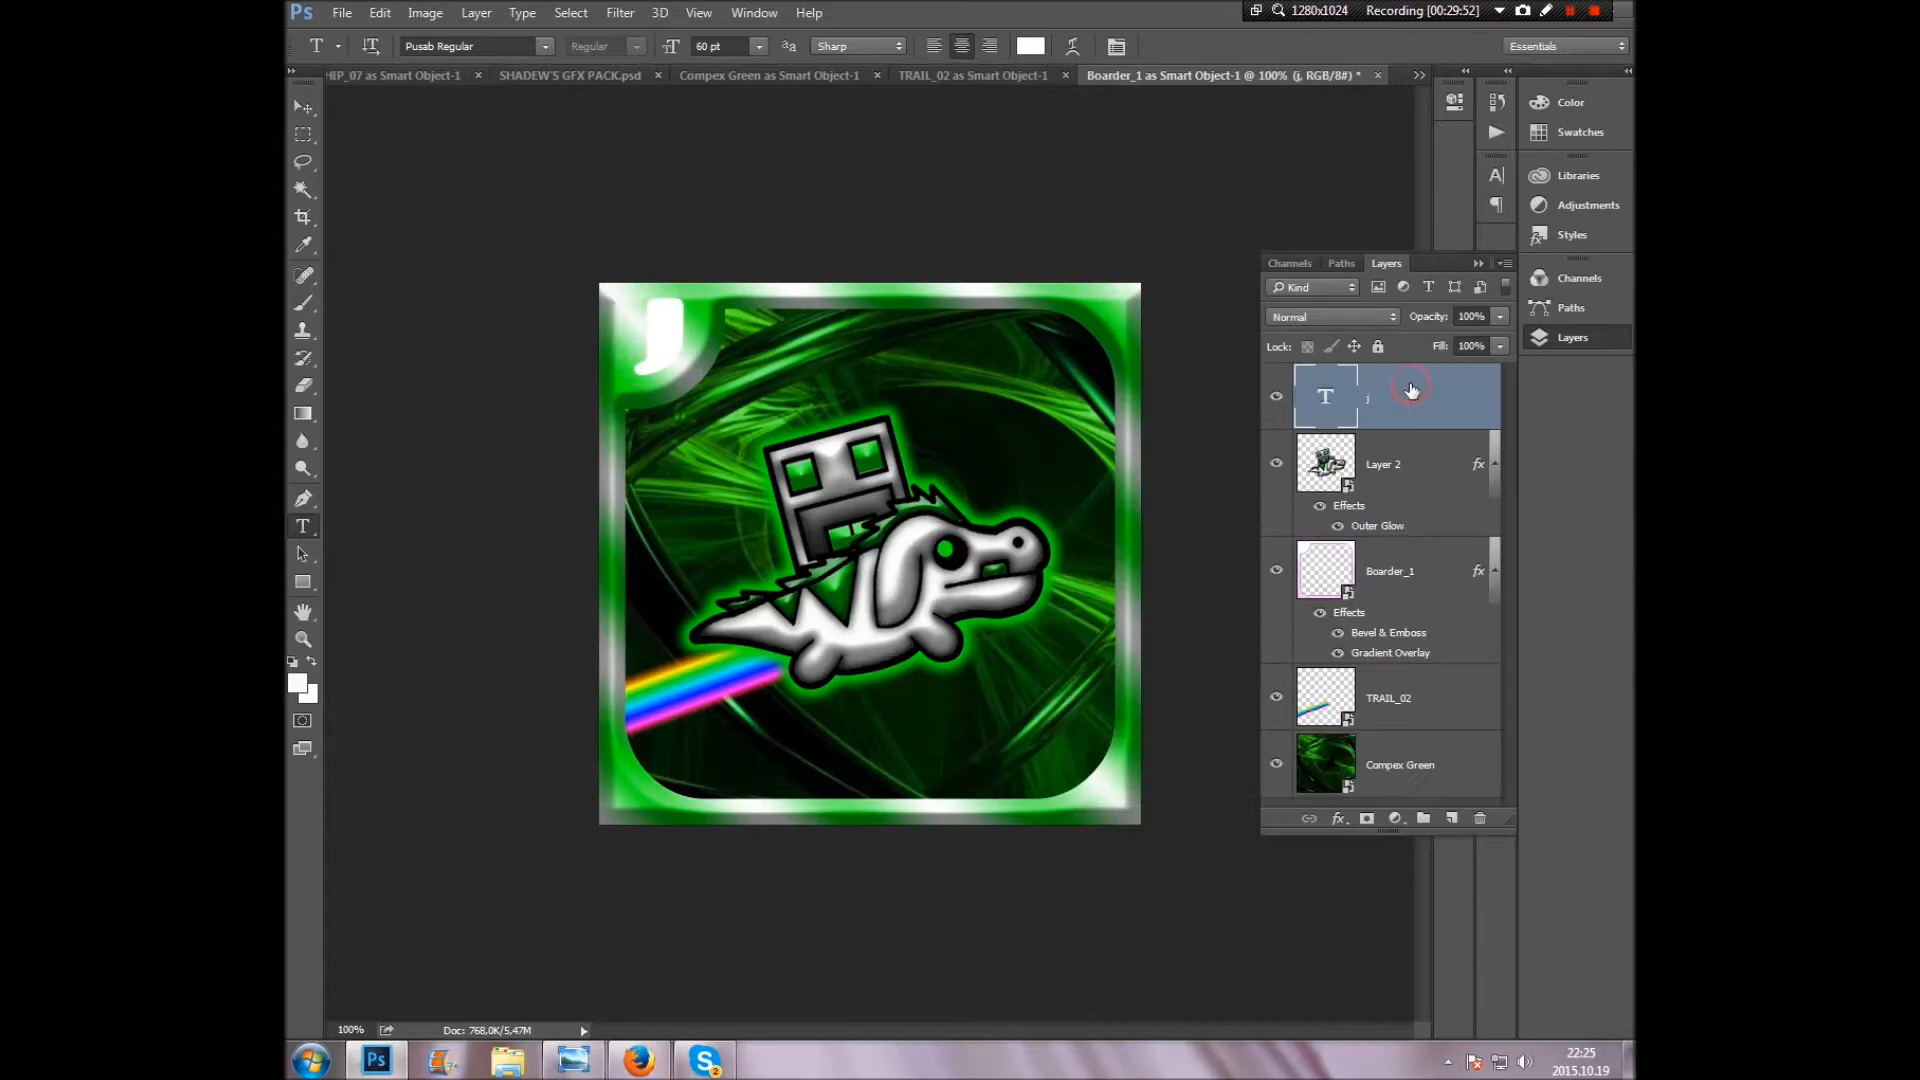 Ps File Edit Image Layer Type Select Filter 3D View Window Help
1280x1024 Recording [00:29:52]
T Pusab Regular Regular 60 pt Sharp Essentials
HIP_07 as Smart Object-1 × SHADEW'S GFX PACK.psd × Compex Green as Smart Object-1 × TRAIL_02 as Smart Object-1 × Boarder_1 as Smart Object-1 @ 100% (j, RGB/8#) * ×
Color
Swatches
Libraries
Adjustments
Styles
Channels
Paths
Layers
Channels Paths Layers
Kind
Normal Opacity: 100%
Lock: Fill: 100%
T j
Layer 2 fx
Effects
Outer Glow
Boarder_1 fx
Effects
Bevel & Emboss
Gradient Overlay
TRAIL_02
Compex Green
J
100% Doc: 768,0K/5,47M
Ps
22:25
2015.10.19